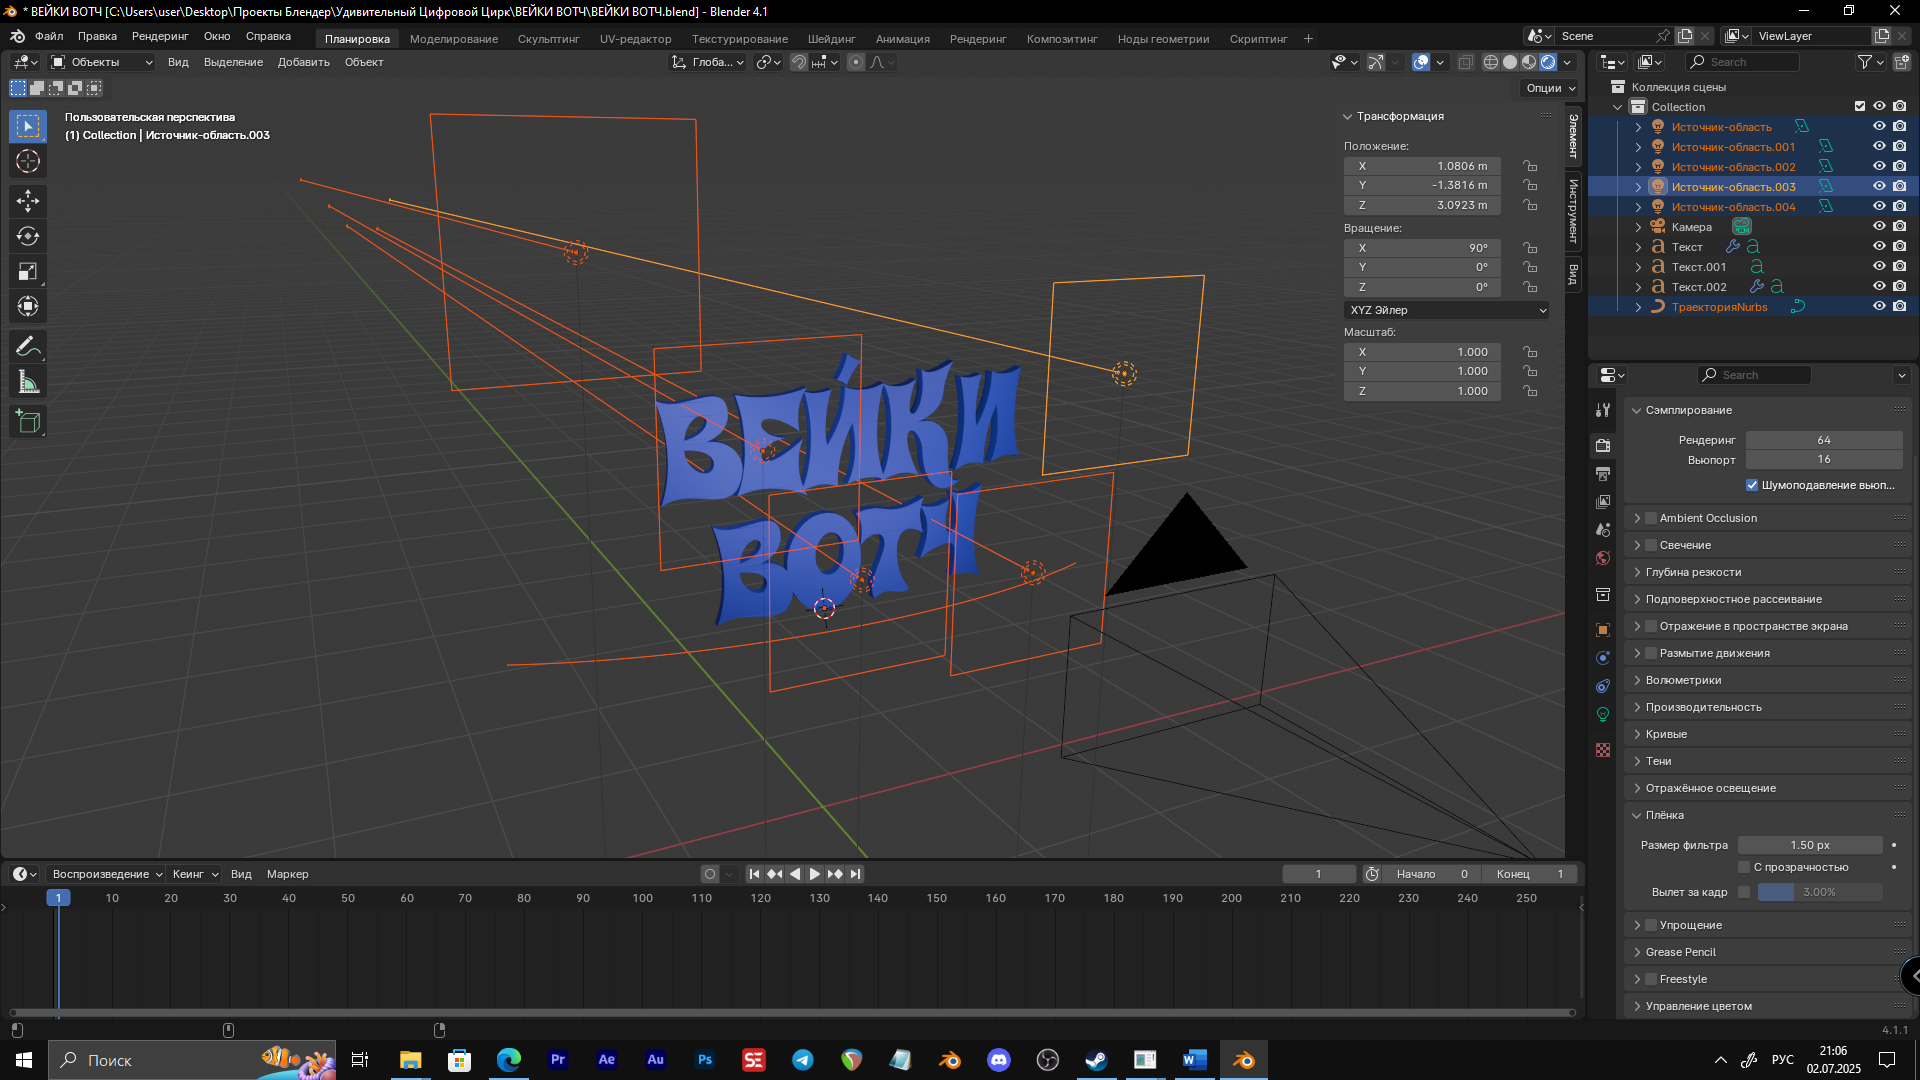 * ВЕЙКИ ВОТЧ [C:\Users\user\Desktop\Проекты Блендер\Удивительный Цифровой Цирк\ВЕЙКИ ВОТЧ\ВЕЙКИ ВОТЧ.blend] - Blender 4.1
Файл Правка Рендеринг Окно Справка Планировка Моделирование Скульптинг UV-редактор Текстурирование Шейдинг Анимация Рендеринг Композитинг Ноды геометрии Скриптинг + Scene ViewLayer
Объекты Вид Выделение Добавить Объект Глоба... Search
Опции
Пользовательская перспектива
(1) Collection | Источник-область.003
Трансформация
Положение:
X 1.0806 m
Y -1.3816 m
Z 3.0923 m
Вращение:
X 90°
Y 0°
Z 0°
XYZ Эйлер
Масштаб:
X 1.000
Y 1.000
Z 1.000
Элемент
Инструмент
Вид
ВЕЙКИ
ВОТЧ
Коллекция сцены
Collection
Источник-область
Источник-область.001
Источник-область.002
Источник-область.003
Источник-область.004
Камера
Текст
Текст.001
Текст.002
ТраекторияNurbs
Search
Сэмплирование
Рендеринг 64
Вьюпорт 16
Шумоподавление вьюп...
Ambient Occlusion
Свечение
Глубина резкости
Подповерхностное рассеивание
Отражение в пространстве экрана
Размытие движения
Волюметрики
Производительность
Кривые
Тени
Отражённое освещение
Плёнка
Размер фильтра 1.50 px
С прозрачностью
Вылет за кадр 3.00%
Упрощение
Grease Pencil
Freestyle
Управление цветом
4.1.1
Воспроизведение Кеинг Вид Маркер 1 Начало 0 Конец 1
1 10 20 30 40 50 60 70 80 90 100 110 120 130 140 150 160 170 180 190 200 210 220 230 240 250
Поиск Pr Ae Au Ps SE W РУС 21:06
02.07.2025